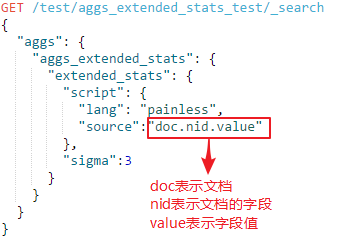 GET /test/aggs_extended_stats_test/_search
{
"aggs": {
"aggs_extended_stats": {
"extended_stats": {
"script": {
"lang": "painless",
"source":"doc.nid.value"
},
"sigma":3
}
}
}
}
doc表示文档
nid表示文档的字段
value表示字段值